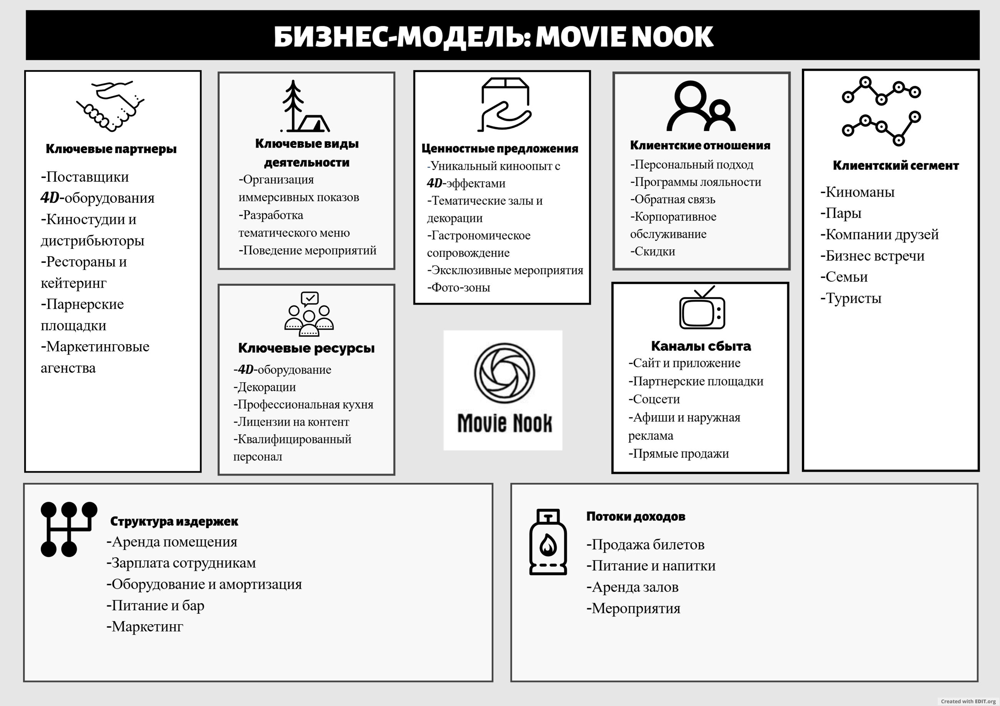 БИЗНЕС-МОДЕЛЬ: MOVIE NOOK
Ключевые партнеры
-Поставщики
4D-оборудования
-Киностудии и
дистрибьюторы
-Рестораны и
кейтеринг
-Парнерские
площадки
-Маркетинговые
агенства
Ключевые виды
деятельности
-Организация
иммерсивных показов
-Разработка
тематического меню
-Поведение мероприятий
Ключевые ресурсы
-4D-оборудование
-Декорации
-Профессиональная кухня
-Лицензии на контент
-Квалифицированный
персонал
Ценностные предложения
-Уникальный киноопыт с
4D-эффектами
-Тематические залы и
декорации
-Гастрономическое
сопровождение
-Эксклюзивные мероприятия
-Фото-зоны
Movie Nook
Клиентские отношения
-Персональный подход
-Программы лояльности
-Обратная связь
-Корпоративное
обслуживание
-Скидки
Каналы сбыта
-Сайт и приложение
-Партнерские площадки
-Соцсети
-Афиши и наружная
реклама
-Прямые продажи
Клиентский сегмент
-Киноманы
-Пары
-Компании друзей
-Бизнес встречи
-Семьи
-Туристы
Структура издержек
-Аренда помещения
-Зарплата сотрудникам
-Оборудование и амортизация
-Питание и бар
-Маркетинг
Потоки доходов
-Продажа билетов
-Питание и напитки
-Аренда залов
-Мероприятия
Created with EDIT.org